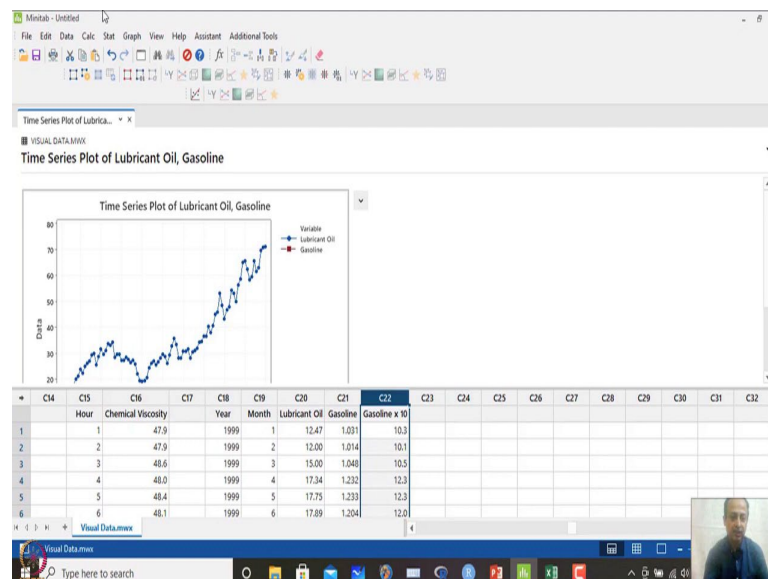 Minitab - Untitled
File Edit Data Calc Stat Graph View Help Assistant Additional Tools
Time Series Plot of Lubrica...
VISUAL DATA.MWX
Time Series Plot of Lubricant Oil, Gasoline
Time Series Plot of Lubricant Oil, Gasoline
Variable
Lubricant Oil
Gasoline
80
70
60
50
40
30
20
Data
C14 C15 C16 C17 C18 C19 C20 C21 C22 C23 C24 C25 C26 C27 C28 C29 C30 C31 C32
Hour Chemical Viscosity Year Month Lubricant Oil Gasoline Gasoline x 10
1 1 47.9 1999 1 12.47 1.031 10.3
2 2 47.9 1999 2 12.00 1.014 10.1
3 3 48.6 1999 3 15.00 1.048 10.5
4 4 48.0 1999 4 17.34 1.232 12.3
5 5 48.4 1999 5 17.75 1.233 12.3
6 6 48.1 1999 6 17.89 1.204 12.0
Visual Data.mwx
Visual Data.mwx
Type here to search